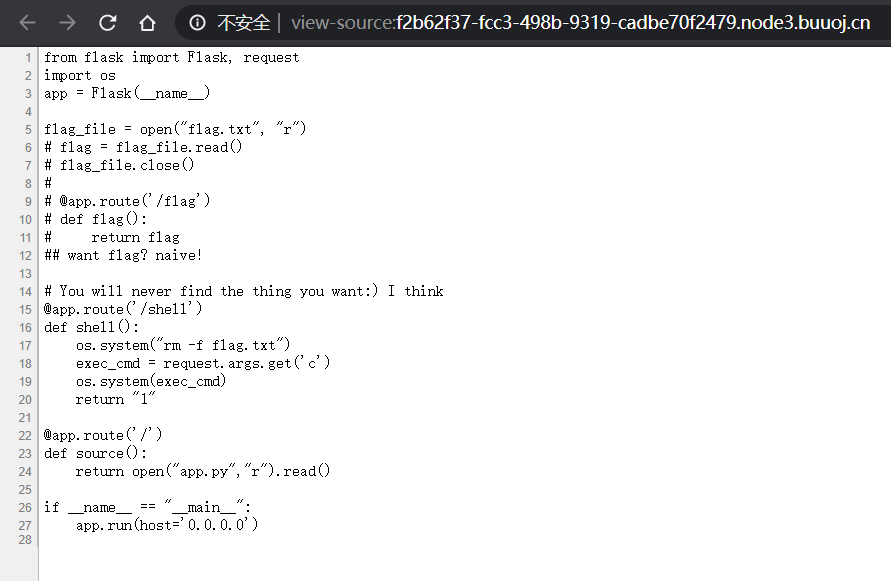 不安全 | view-source:f2b62f37-fcc3-498b-9319-cadbe70f2479.node3.buuoj.cn
1 from flask import Flask, request
2 import os
3 app = Flask(__name__)
4
5 flag_file = open("flag.txt", "r")
6 # flag = flag_file.read()
7 # flag_file.close()
8 #
9 # @app.route('/flag')
10 # def flag():
11 #     return flag
12 ## want flag? naive!
13
14 # You will never find the thing you want:) I think
15 @app.route('/shell')
16 def shell():
17     os.system("rm -f flag.txt")
18     exec_cmd = request.args.get('c')
19     os.system(exec_cmd)
20     return "1"
21
22 @app.route('/')
23 def source():
24     return open("app.py","r").read()
25
26 if __name__ == "__main__":
27     app.run(host='0.0.0.0')
28